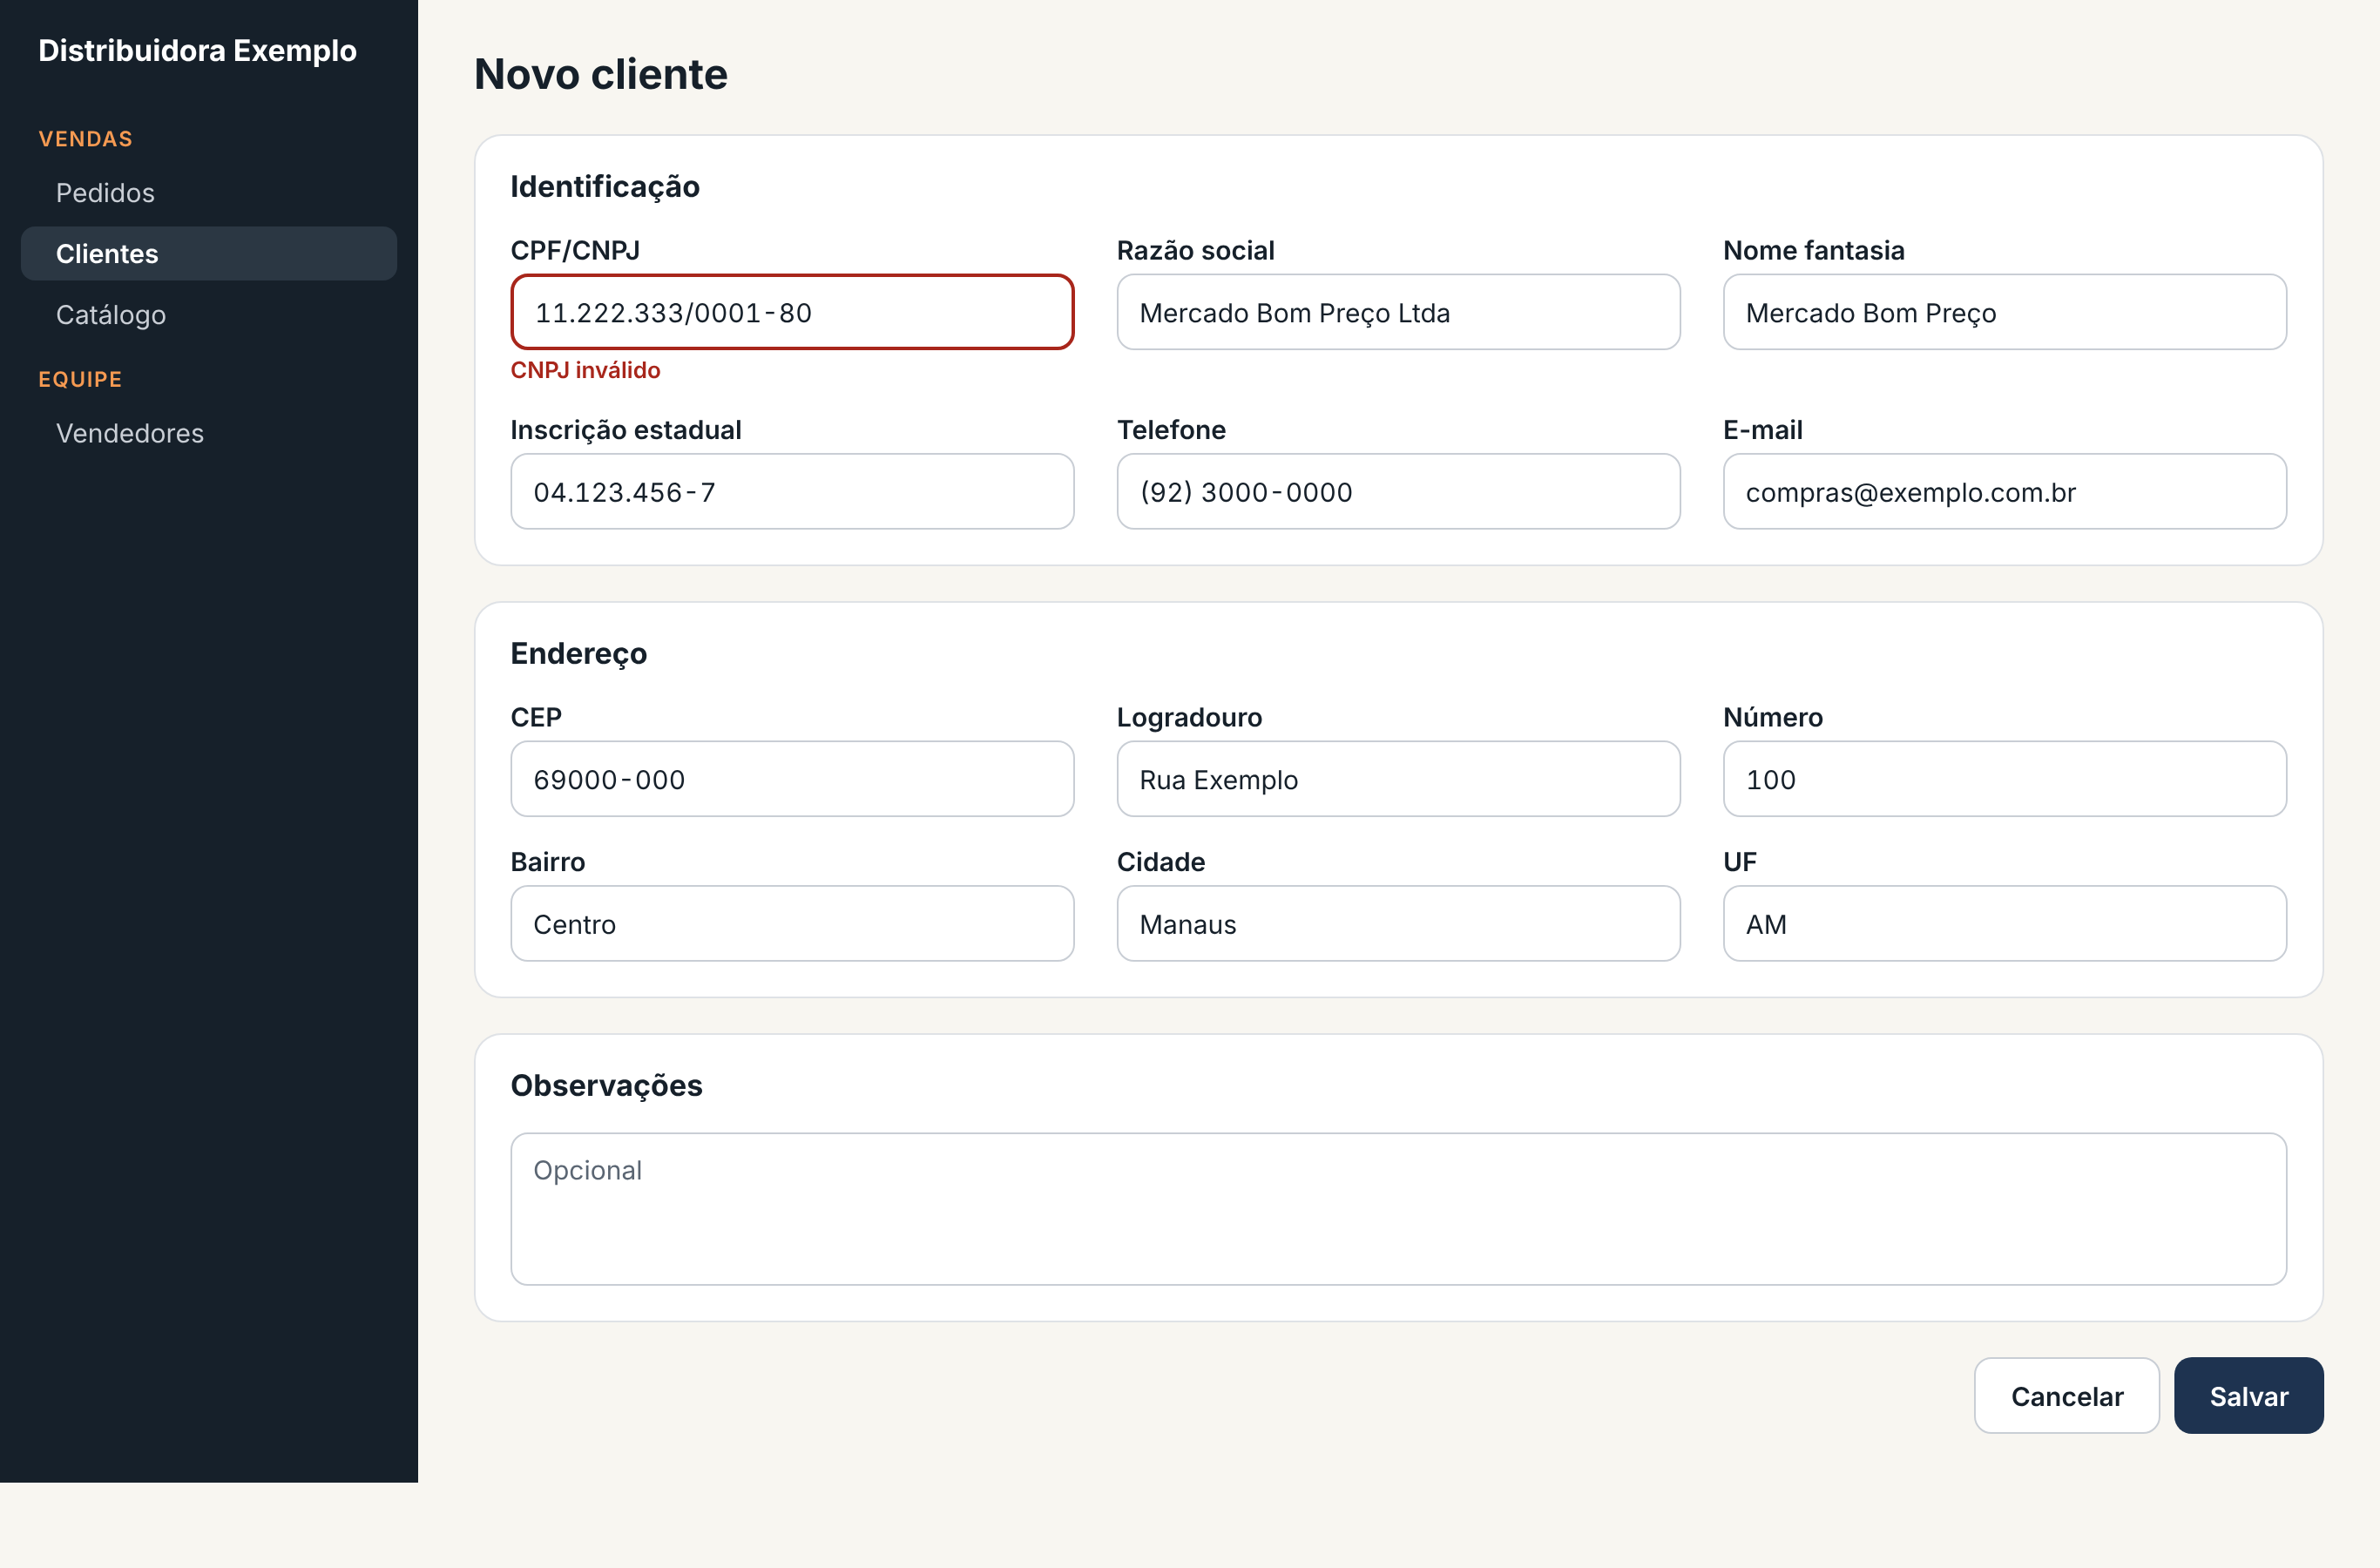 Distribuidora Exemplo
VENDAS
Pedidos
Clientes
Catálogo
EQUIPE
Vendedores
Novo cliente
Identificação
CPF/CNPJ
11.222.333/0001-80
CNPJ inválido
Razão social
Mercado Bom Preço Ltda
Nome fantasia
Mercado Bom Preço
Inscrição estadual
04.123.456-7
Telefone
(92) 3000-0000
E-mail
compras@exemplo.com.br
Endereço
CEP
69000-000
Logradouro
Rua Exemplo
Número
100
Bairro
Centro
Cidade
Manaus
UF
AM
Observações
Opcional
Cancelar
Salvar